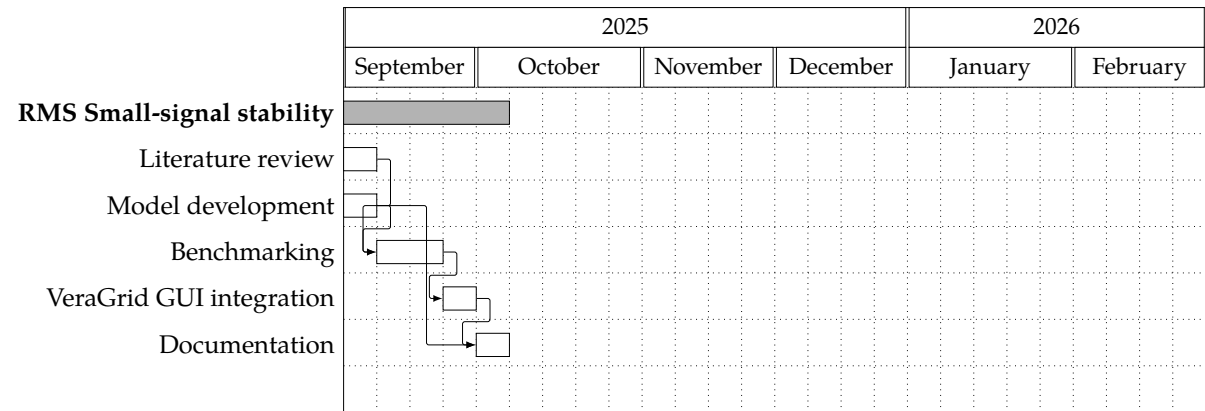 2025 2026
September October November December January February
RMS Small-signal stability
Literature review
Model development
Benchmarking
VeraGrid GUI integration
Documentation